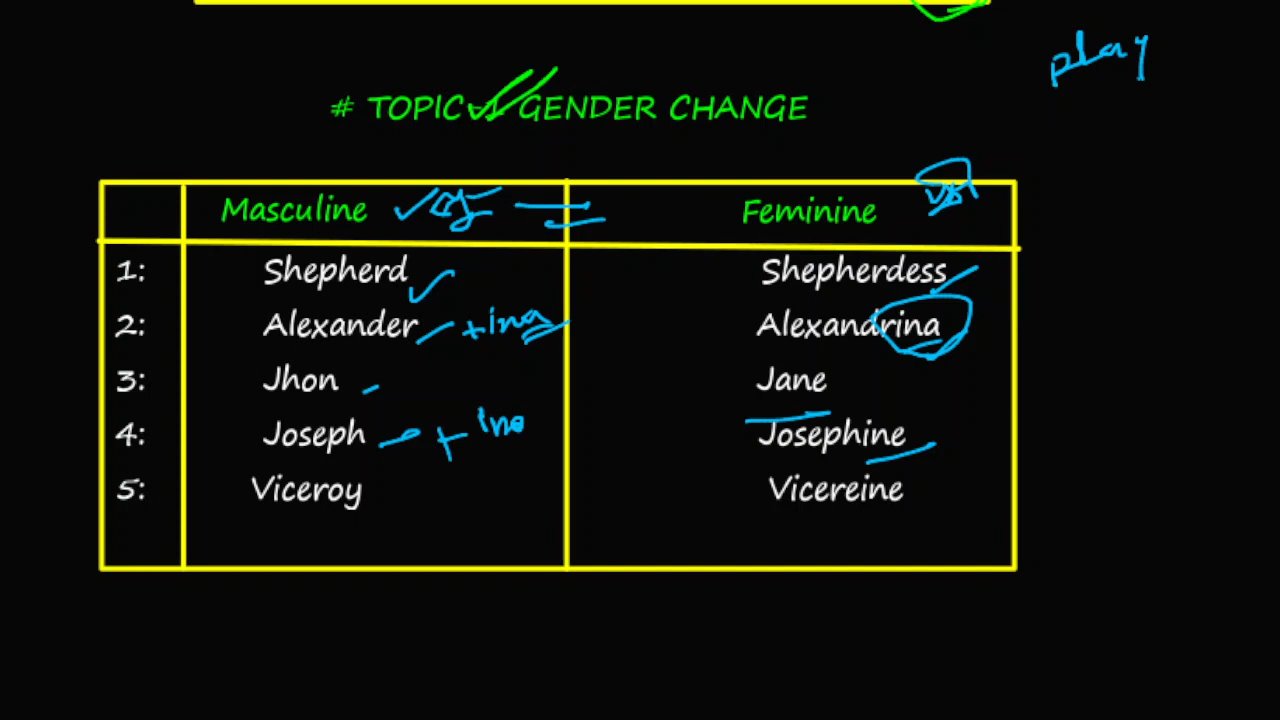 play
# TOPIC 1 GENDER CHANGE
Masculine Feminine
1: Shepherd Shepherdess
2: Alexander +ina Alexandrina
3: Jhon Jane
4: Joseph + ine Josephine
5: Viceroy Vicereine